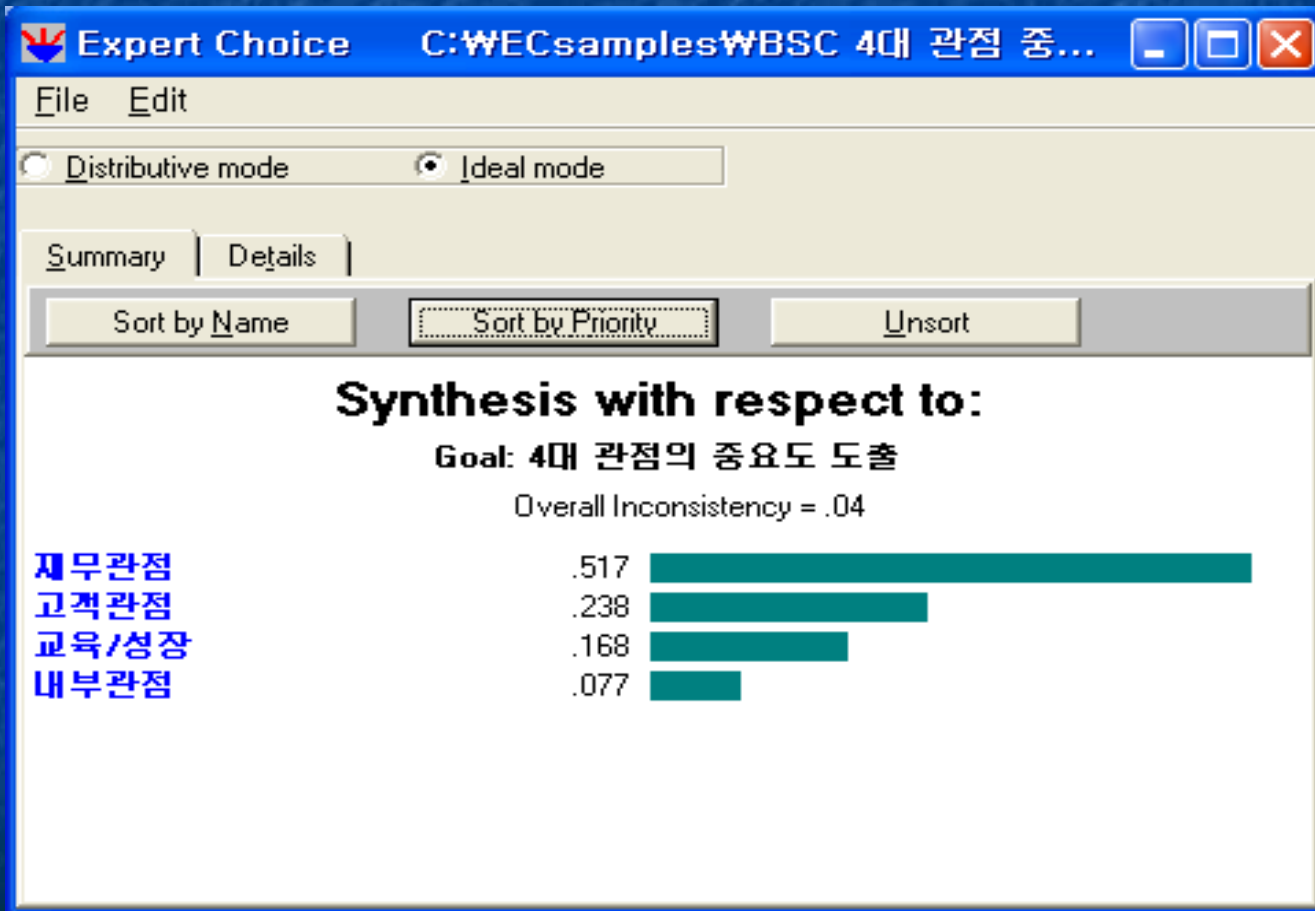 Expert Choice C:₩ECsamples₩BSC 4대 관점 중...
File Edit
Distributive mode Ideal mode
Summary Details
Sort by Name Sort by Priority Unsort
Synthesis with respect to:
Goal: 4대 관점의 중요도 도출
Overall Inconsistency = .04
재무관점 .517
고객관점 .238
교육/성장 .168
내부관점 .077